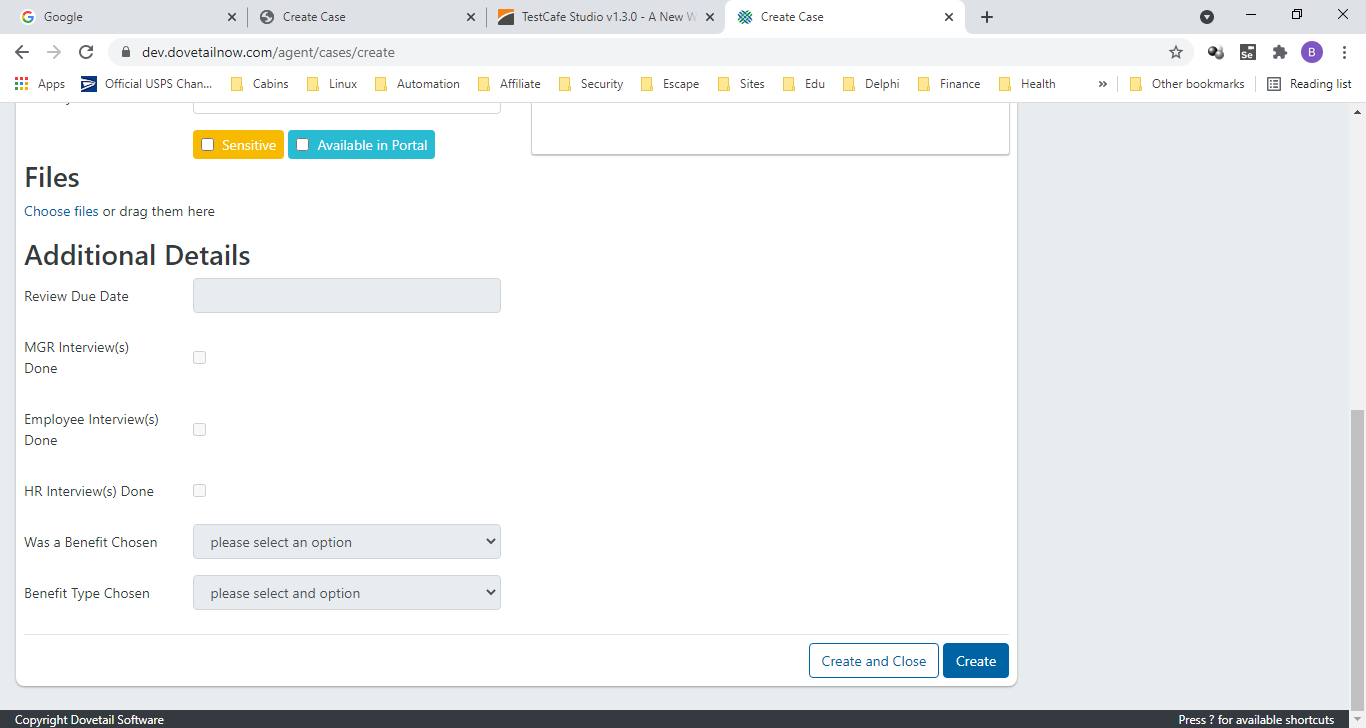 Google
Create Case
TestCafe Studio v1.3.0 - A New W
Create Case
dev.dovetailnow.com/agent/cases/create
Se
B
Apps
Official USPS Chan...
Cabins
Linux
Automation
Affiliate
Security
Escape
Sites
Edu
Delphi
Finance
Health
»
Other bookmarks
Reading list
Sensitive
Available in Portal
Files
Choose files or drag them here
Additional Details
Review Due Date
MGR Interview(s)
Done
Employee Interview(s)
Done
HR Interview(s) Done
Was a Benefit Chosen
please select an option
Benefit Type Chosen
please select and option
Create and Close
Create
Copyright Dovetail Software
Press ? for available shortcuts